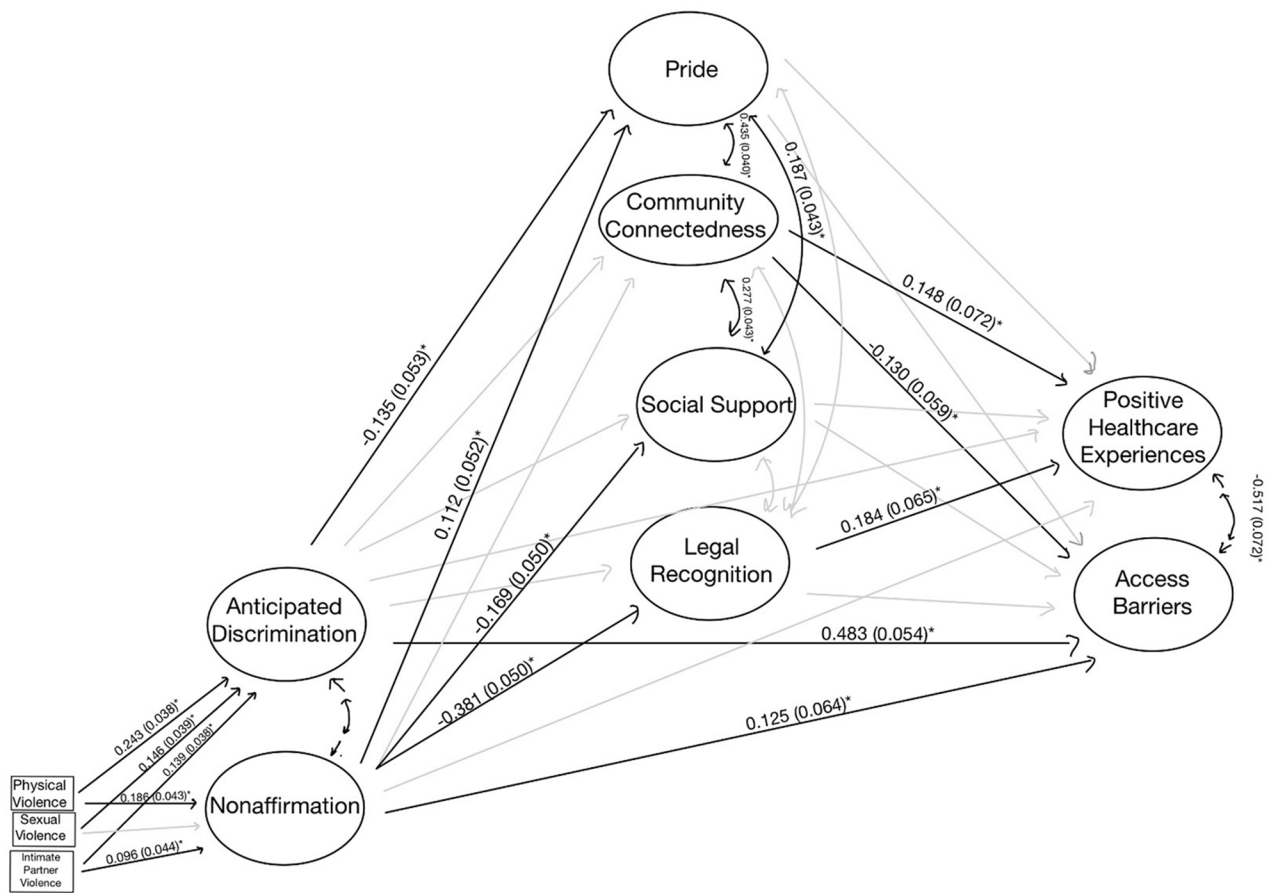 Pride
0.435 (0.040)*
0.187 (0.043)*
Community
Connectedness
0.277 (0.043)*
0.148 (0.072)*
-0.130 (0.059)*
-0.135 (0.053)*
Social Support
Positive
Healthcare
Experiences
0.112 (0.052)*
-0.517 (0.072)*
0.184 (0.065)*
Legal
Recognition
-0.169 (0.050)*
Access
Barriers
Anticipated
Discrimination
0.483 (0.054)*
-0.381 (0.050)*
0.125 (0.064)*
0.243 (0.038)*
0.146 (0.039)*
0.139 (0.038)*
Physical
Violence
0.186 (0.043)*
Nonaffirmation
Sexual
Violence
0.096 (0.044)*
Intimate
Partner
Violence